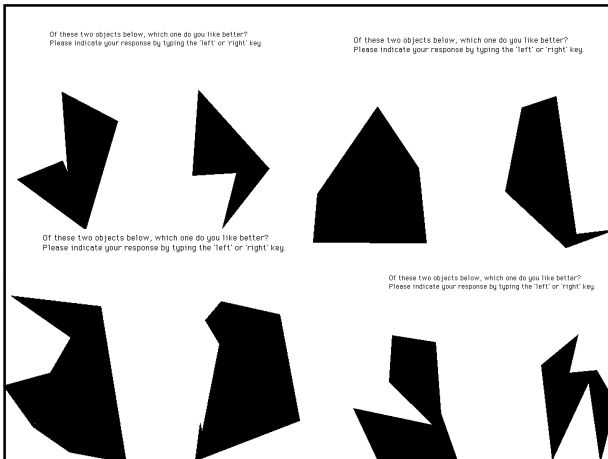 Of these two objects below, which one do you like better?
Please indicate your response by typing the 'left' or 'right' key.
Of these two objects below, which one do you like better?
Please indicate your response by typing the 'left' or 'right' key.
Of these two objects below, which one do you like better?
Please indicate your response by typing the 'left' or 'right' key.
Of these two objects below, which one do you like better?
Please indicate your response by typing the 'left' or 'right' key.